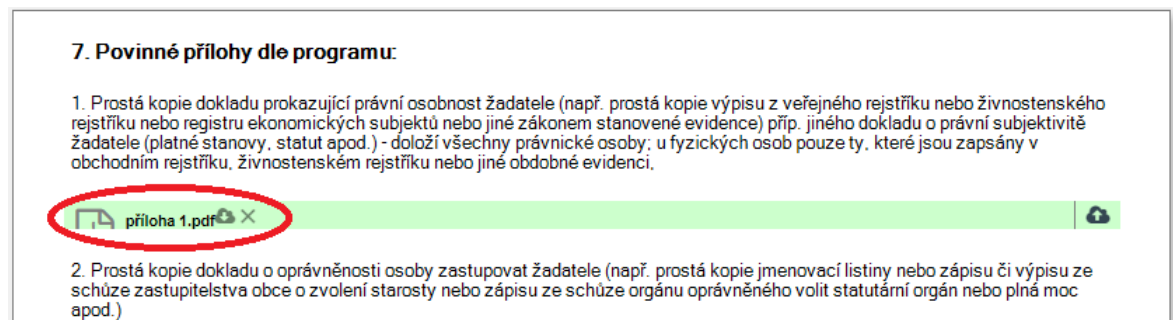 7. Povinné přílohy dle programu:
1. Prostá kopie dokladu prokazující právní osobnost žadatele (např. prostá kopie výpisu z veřejného rejstříku nebo živnostenského
rejstříku nebo registru ekonomických subjektů nebo jiné zákonem stanovené evidence) příp. jiného dokladu o právní subjektivitě
žadatele (platné stanovy, statut apod.) - doloží všechny právnické osoby; u fyzických osob pouze ty, které jsou zapsány v
obchodním rejstříku, živnostenském rejstříku nebo jiné obdobné evidenci,
příloha 1.pdf
2. Prostá kopie dokladu o oprávněnosti osoby zastupovat žadatele (např. prostá kopie jmenovací listiny nebo zápisu či výpisu ze
schůze zastupitelstva obce o zvolení starosty nebo zápisu ze schůze orgánu oprávněného volit statutární orgán nebo plná moc
apod.)